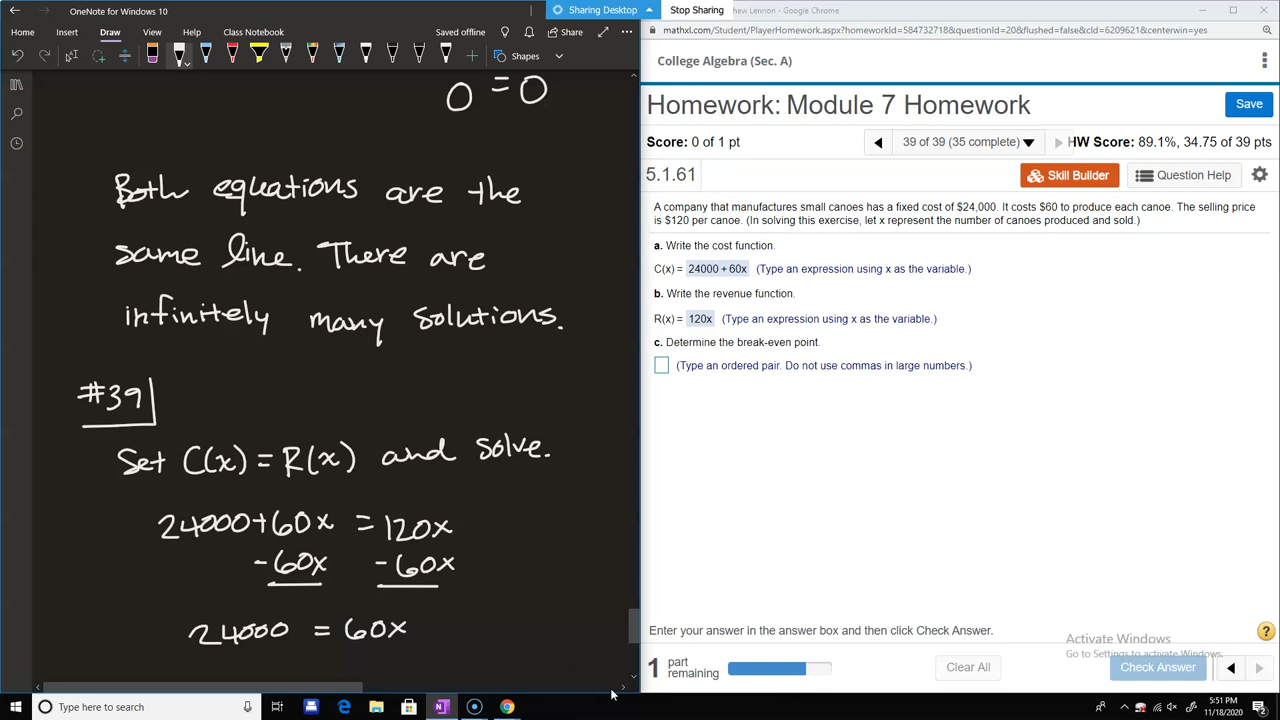 OneNote for Windows 10
Sharing Desktop
Stop Sharing
hew Lennon - Google Chrome
Home Insert Draw View Help Class Notebook
Saved offline
Share
mathxl.com/Student/PlayerHomework.aspx?homeworkId=584732718&questionId=20&flushed=false&cId=6209621&centerwin=yes
Shapes
0 = 0
Both equations are the
same line. There are
infinitely many solutions.
#39
Set C(x) = R(x) and solve.
24000+60x = 120x
-60x -60x
24000 = 60x
College Algebra (Sec. A)
Homework: Module 7 Homework
Save
Score: 0 of 1 pt
39 of 39 (35 complete)
HW Score: 89.1%, 34.75 of 39 pts
5.1.61
Skill Builder
Question Help
A company that manufactures small canoes has a fixed cost of $24,000. It costs $60 to produce each canoe. The selling price
is $120 per canoe. (In solving this exercise, let x represent the number of canoes produced and sold.)
a. Write the cost function.
C(x) = 24000 + 60x (Type an expression using x as the variable.)
b. Write the revenue function.
R(x) = 120x (Type an expression using x as the variable.)
c. Determine the break-even point.
(Type an ordered pair. Do not use commas in large numbers.)
Enter your answer in the answer box and then click Check Answer.
1 part
remaining
Clear All
Check Answer
Activate Windows
Go to Settings to activate Windows.
Type here to search
5:51 PM
11/18/2020
2